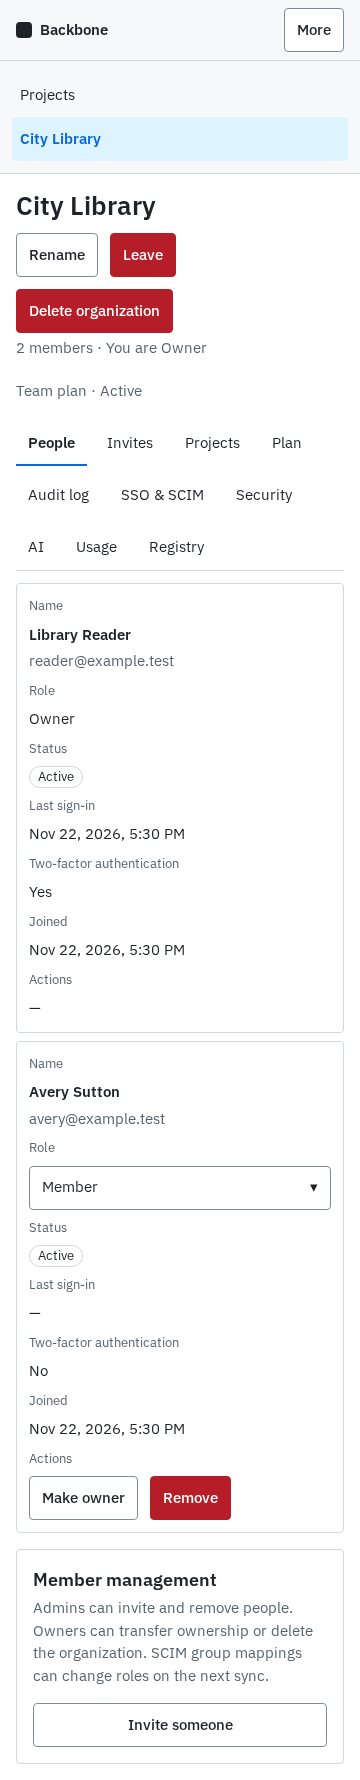 Backbone
More
Projects
City Library
City Library
Rename
Leave
Delete organization
2 members · You are Owner
Team plan · Active
People
Invites
Projects
Plan
Audit log
SSO & SCIM
Security
AI
Usage
Registry
Name
Library Reader
reader@example.test
Role
Owner
Status
Active
Last sign-in
Nov 22, 2026, 5:30 PM
Two-factor authentication
Yes
Joined
Nov 22, 2026, 5:30 PM
Actions
—
Name
Avery Sutton
avery@example.test
Role
Member ▾
Status
Active
Last sign-in
—
Two-factor authentication
No
Joined
Nov 22, 2026, 5:30 PM
Actions
Make owner
Remove
Member management
Admins can invite and remove people.
Owners can transfer ownership or delete
the organization. SCIM group mappings
can change roles on the next sync.
Invite someone